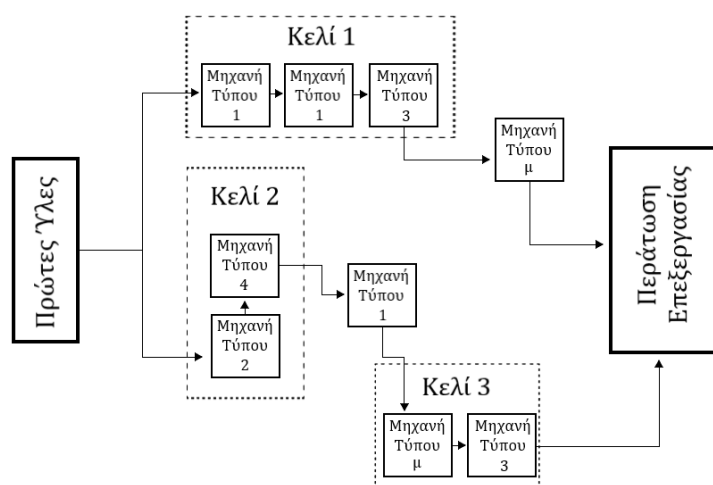 Κελί 1
Μηχανή
Τύπου
1
Μηχανή
Τύπου
1
Μηχανή
Τύπου
3
Μηχανή
Τύπου
μ
Πρώτες Ύλες
Κελί 2
Μηχανή
Τύπου
4
Μηχανή
Τύπου
2
Μηχανή
Τύπου
1
Κελί 3
Μηχανή
Τύπου
μ
Μηχανή
Τύπου
3
Περάτωση
Επεξεργασίας